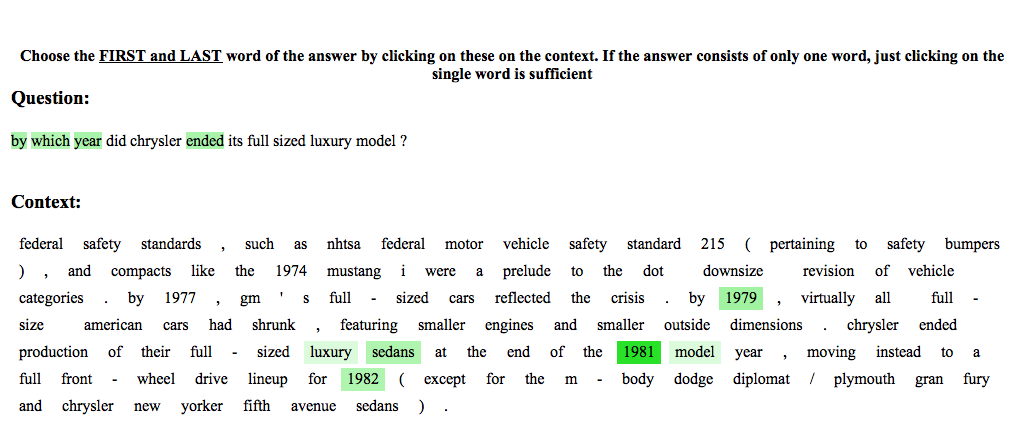 Choose the FIRST and LAST word of the answer by clicking on these on the context. If the answer consists of only one word, just clicking on the
single word is sufficient
Question:
by which year did chrysler ended its full sized luxury model ?
Context:
federal safety standards , such as nhtsa federal motor vehicle safety standard 215 ( pertaining to safety bumpers
) , and compacts like the 1974 mustang i were a prelude to the dot downsize revision of vehicle
categories . by 1977 , gm ' s full - sized cars reflected the crisis . by 1979 , virtually all full -
size american cars had shrunk , featuring smaller engines and smaller outside dimensions . chrysler ended
production of their full - sized luxury sedans at the end of the 1981 model year , moving instead to a
full front - wheel drive lineup for 1982 ( except for the m - body dodge diplomat / plymouth gran fury
and chrysler new yorker fifth avenue sedans ) .